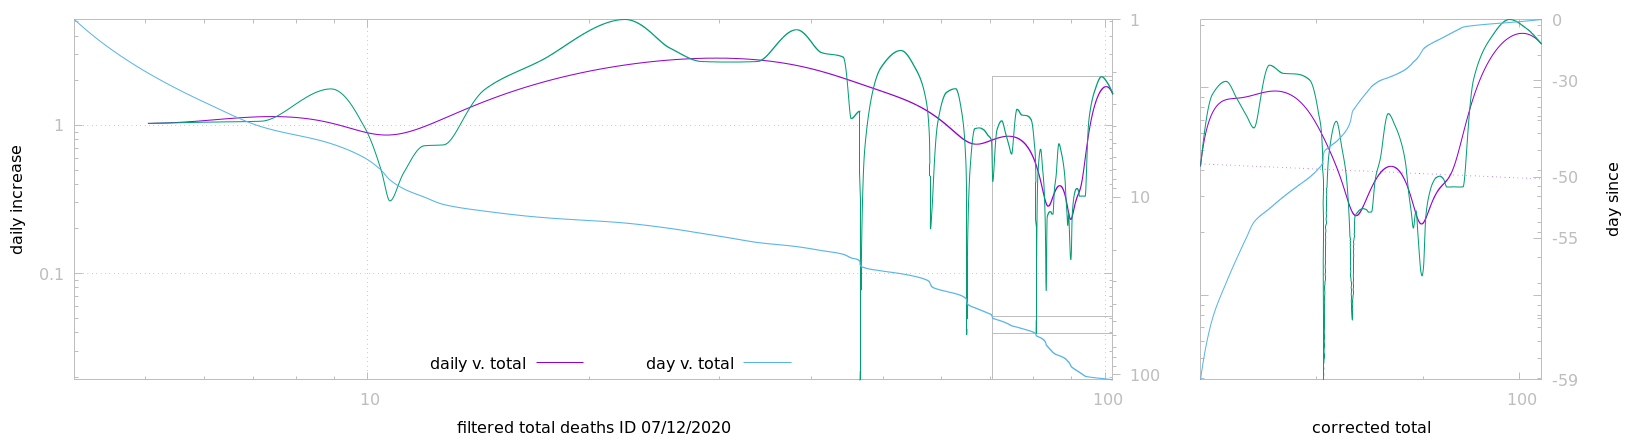 1
0.1
daily increase
daily v. total
day v. total
10
100
filtered total deaths ID 07/12/2020
1
10
100
0
-30
-50
-55
-59
day since
100
corrected total